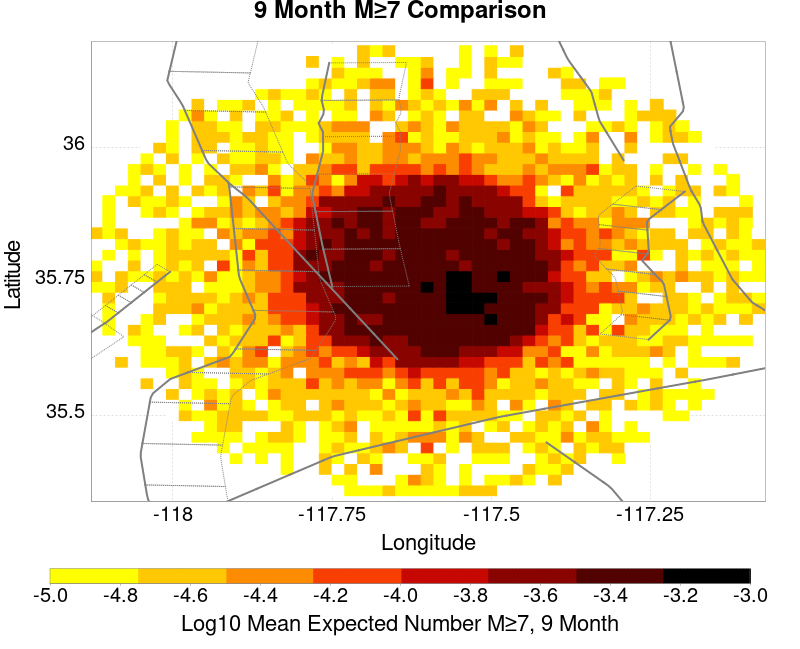 9 Month M≥7 Comparison
36
35.75
35.5
Latitude
-118 -117.75 -117.5 -117.25
Longitude
-5.0 -4.8 -4.6 -4.4 -4.2 -4.0 -3.8 -3.6 -3.4 -3.2 -3.0
Log10 Mean Expected Number M≥7, 9 Month